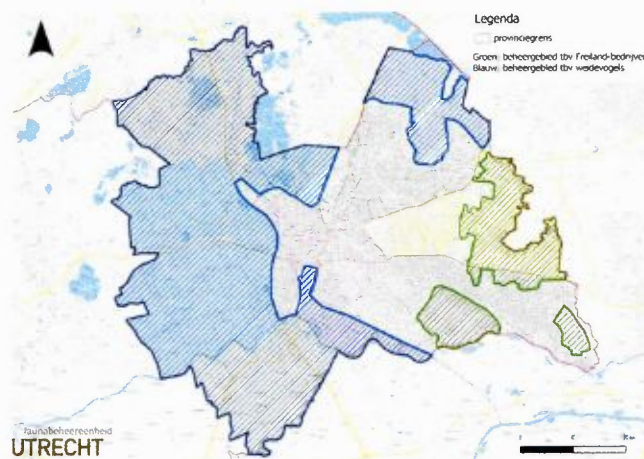 Legenda
provinciegrens
Groen: beheergebied tbv Freiland-bedrijven
Blauw: beheergebied tbv weidevogels
faunabeheereenheid
UTRECHT